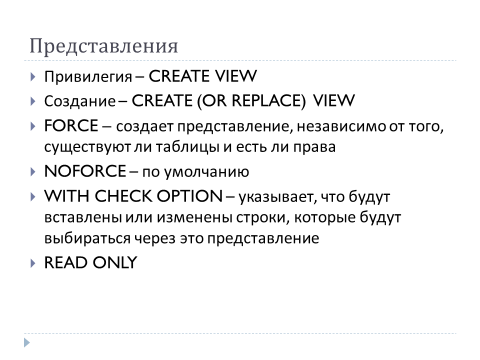 Представления
Привилегия – CREATE VIEW
Создание – CREATE (OR REPLACE) VIEW
FORCE – создает представление, независимо от того,
существуют ли таблицы и есть ли права
NOFORCE – по умолчанию
WITH CHECK OPTION – указывает, что будут
вставлены или изменены строки, которые будут
выбираться через это представление
READ ONLY